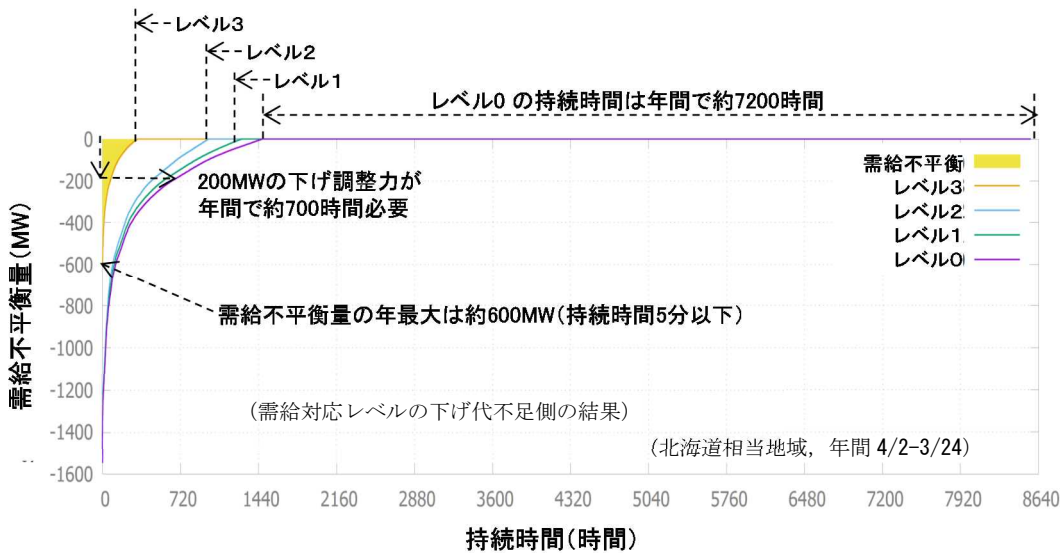 レベル3
レベル2
レベル1
レベル0 の持続時間は年間で約7200時間
200MWの下げ調整力が
年間で約700時間必要
需給不平衡
レベル3
レベル2
レベル1
レベル0
需給不平衡量の年最大は約600MW(持続時間5分以下)
(需給対応レベルの下げ代不足側の結果)
(北海道相当地域, 年間 4/2-3/24)
需給不平衡量(MW)
0
-200
-400
-600
-800
-1000
-1200
-1400
-1600
0 720 1440 2160 2880 3600 4320 5040 5760 6480 7200 7920 8640
持続時間(時間)